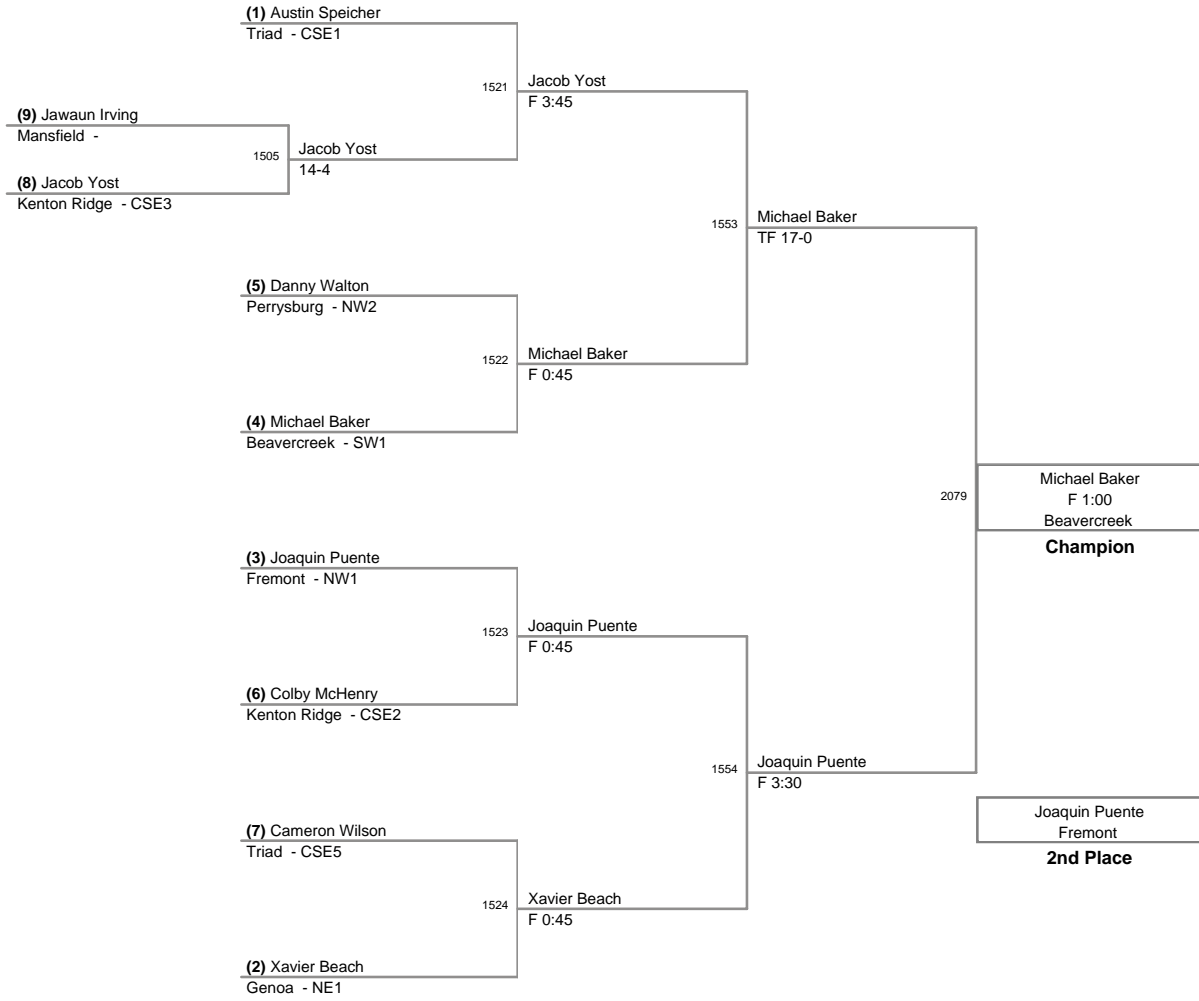 (1) Austin Speicher
Triad - CSE1
1521
Jacob Yost
F 3:45
(9) Jawaun Irving
Mansfield -
1505
Jacob Yost
14-4
(8) Jacob Yost
Kenton Ridge - CSE3
1553
Michael Baker
TF 17-0
(5) Danny Walton
Perrysburg - NW2
1522
Michael Baker
F 0:45
(4) Michael Baker
Beavercreek - SW1
2079
Michael Baker
F 1:00
Beavercreek
Champion
(3) Joaquin Puente
Fremont - NW1
1523
Joaquin Puente
F 0:45
(6) Colby McHenry
Kenton Ridge - CSE2
1554
Joaquin Puente
F 3:30
Joaquin Puente
Fremont
2nd Place
(7) Cameron Wilson
Triad - CSE5
1524
Xavier Beach
F 0:45
(2) Xavier Beach
Genoa - NE1